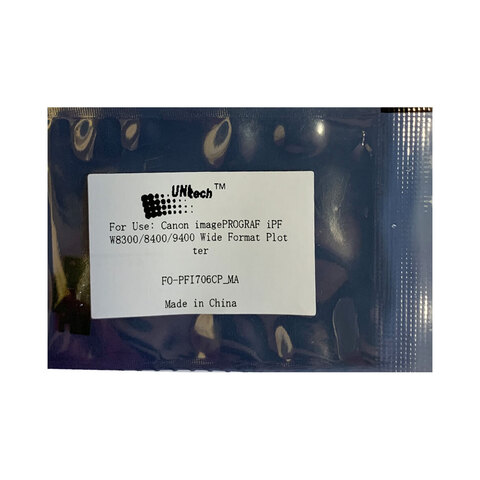 UNItech™
For Use: Canon imagePROGRAF iPF
W8300/8400/9400 Wide Format Plot
ter
FO-PFI706CP_MA
Made in China